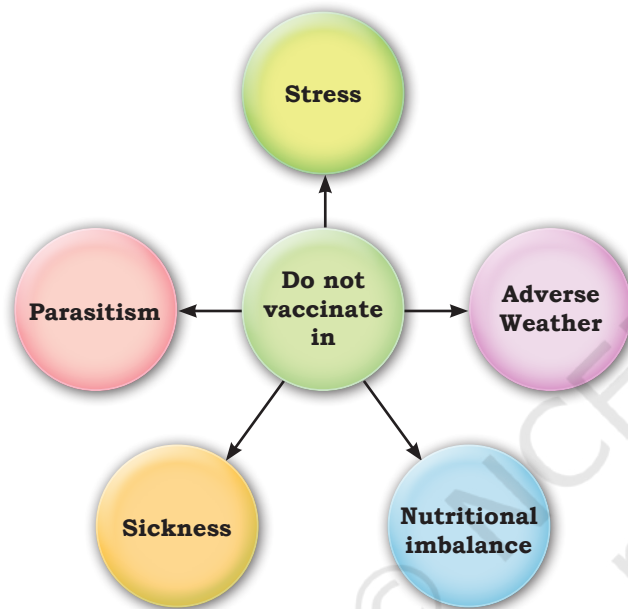 Stress
Parasitism
Do not
vaccinate
in
Adverse
Weather
Sickness
Nutritional
imbalance